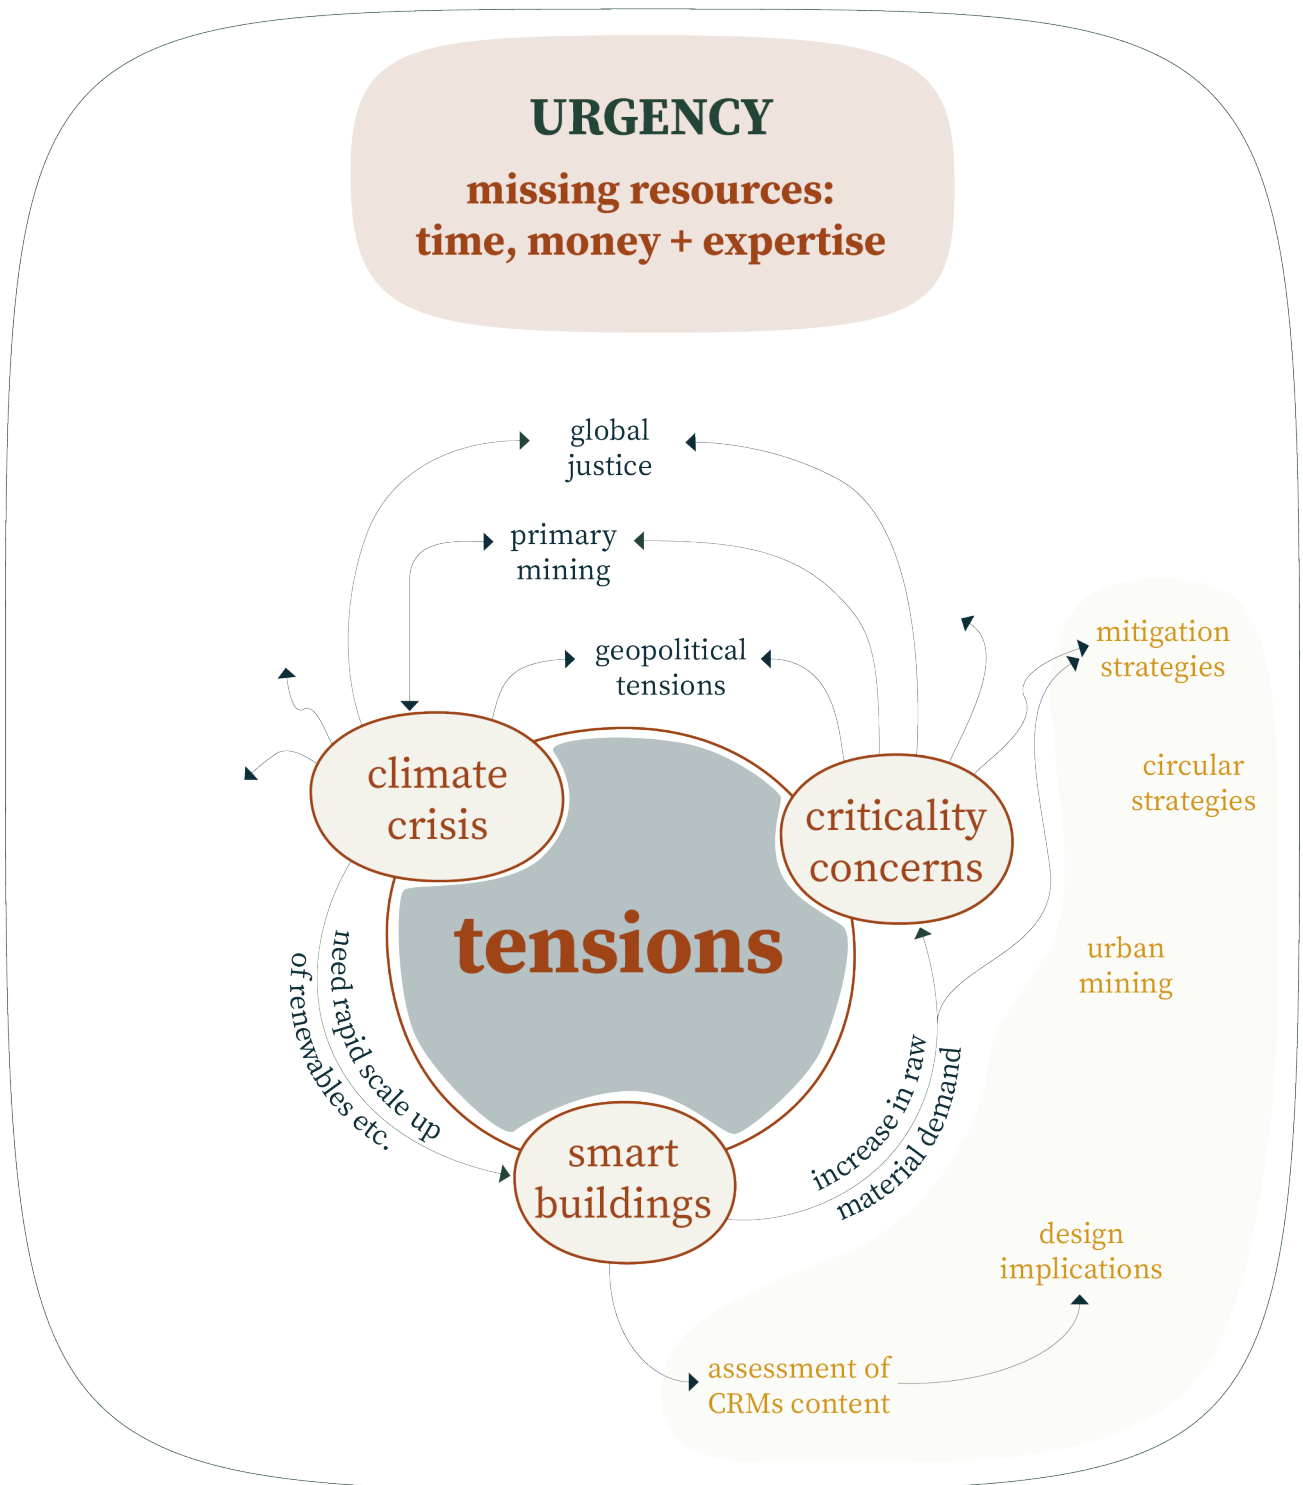 URGENCY
missing resources:
time, money + expertise
global
justice
primary
mining
geopolitical
tensions
mitigation
strategies
climate
crisis
criticality
concerns
circular
strategies
tensions
urban
mining
need rapid scale up
of renewables etc.
increase in raw
material demand
smart
buildings
design
implications
assessment of
CRMs content